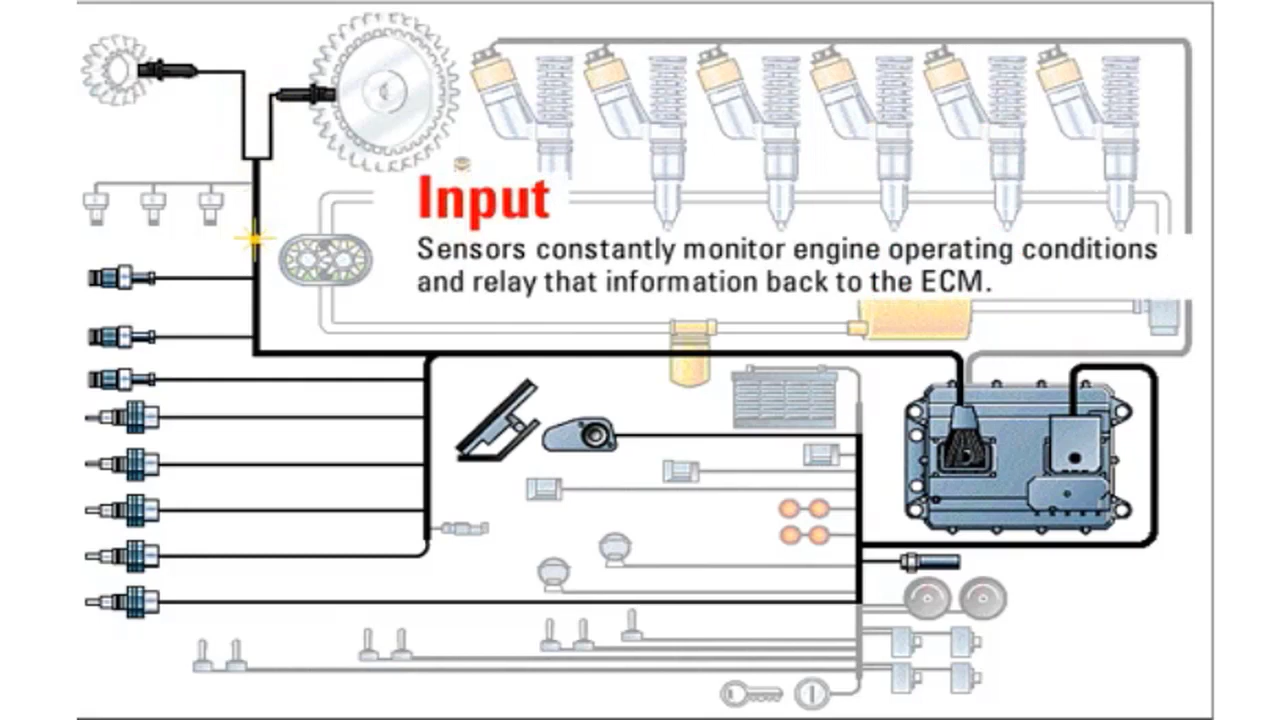 Input
Sensors constantly monitor engine operating conditions
and relay that information back to the ECM.